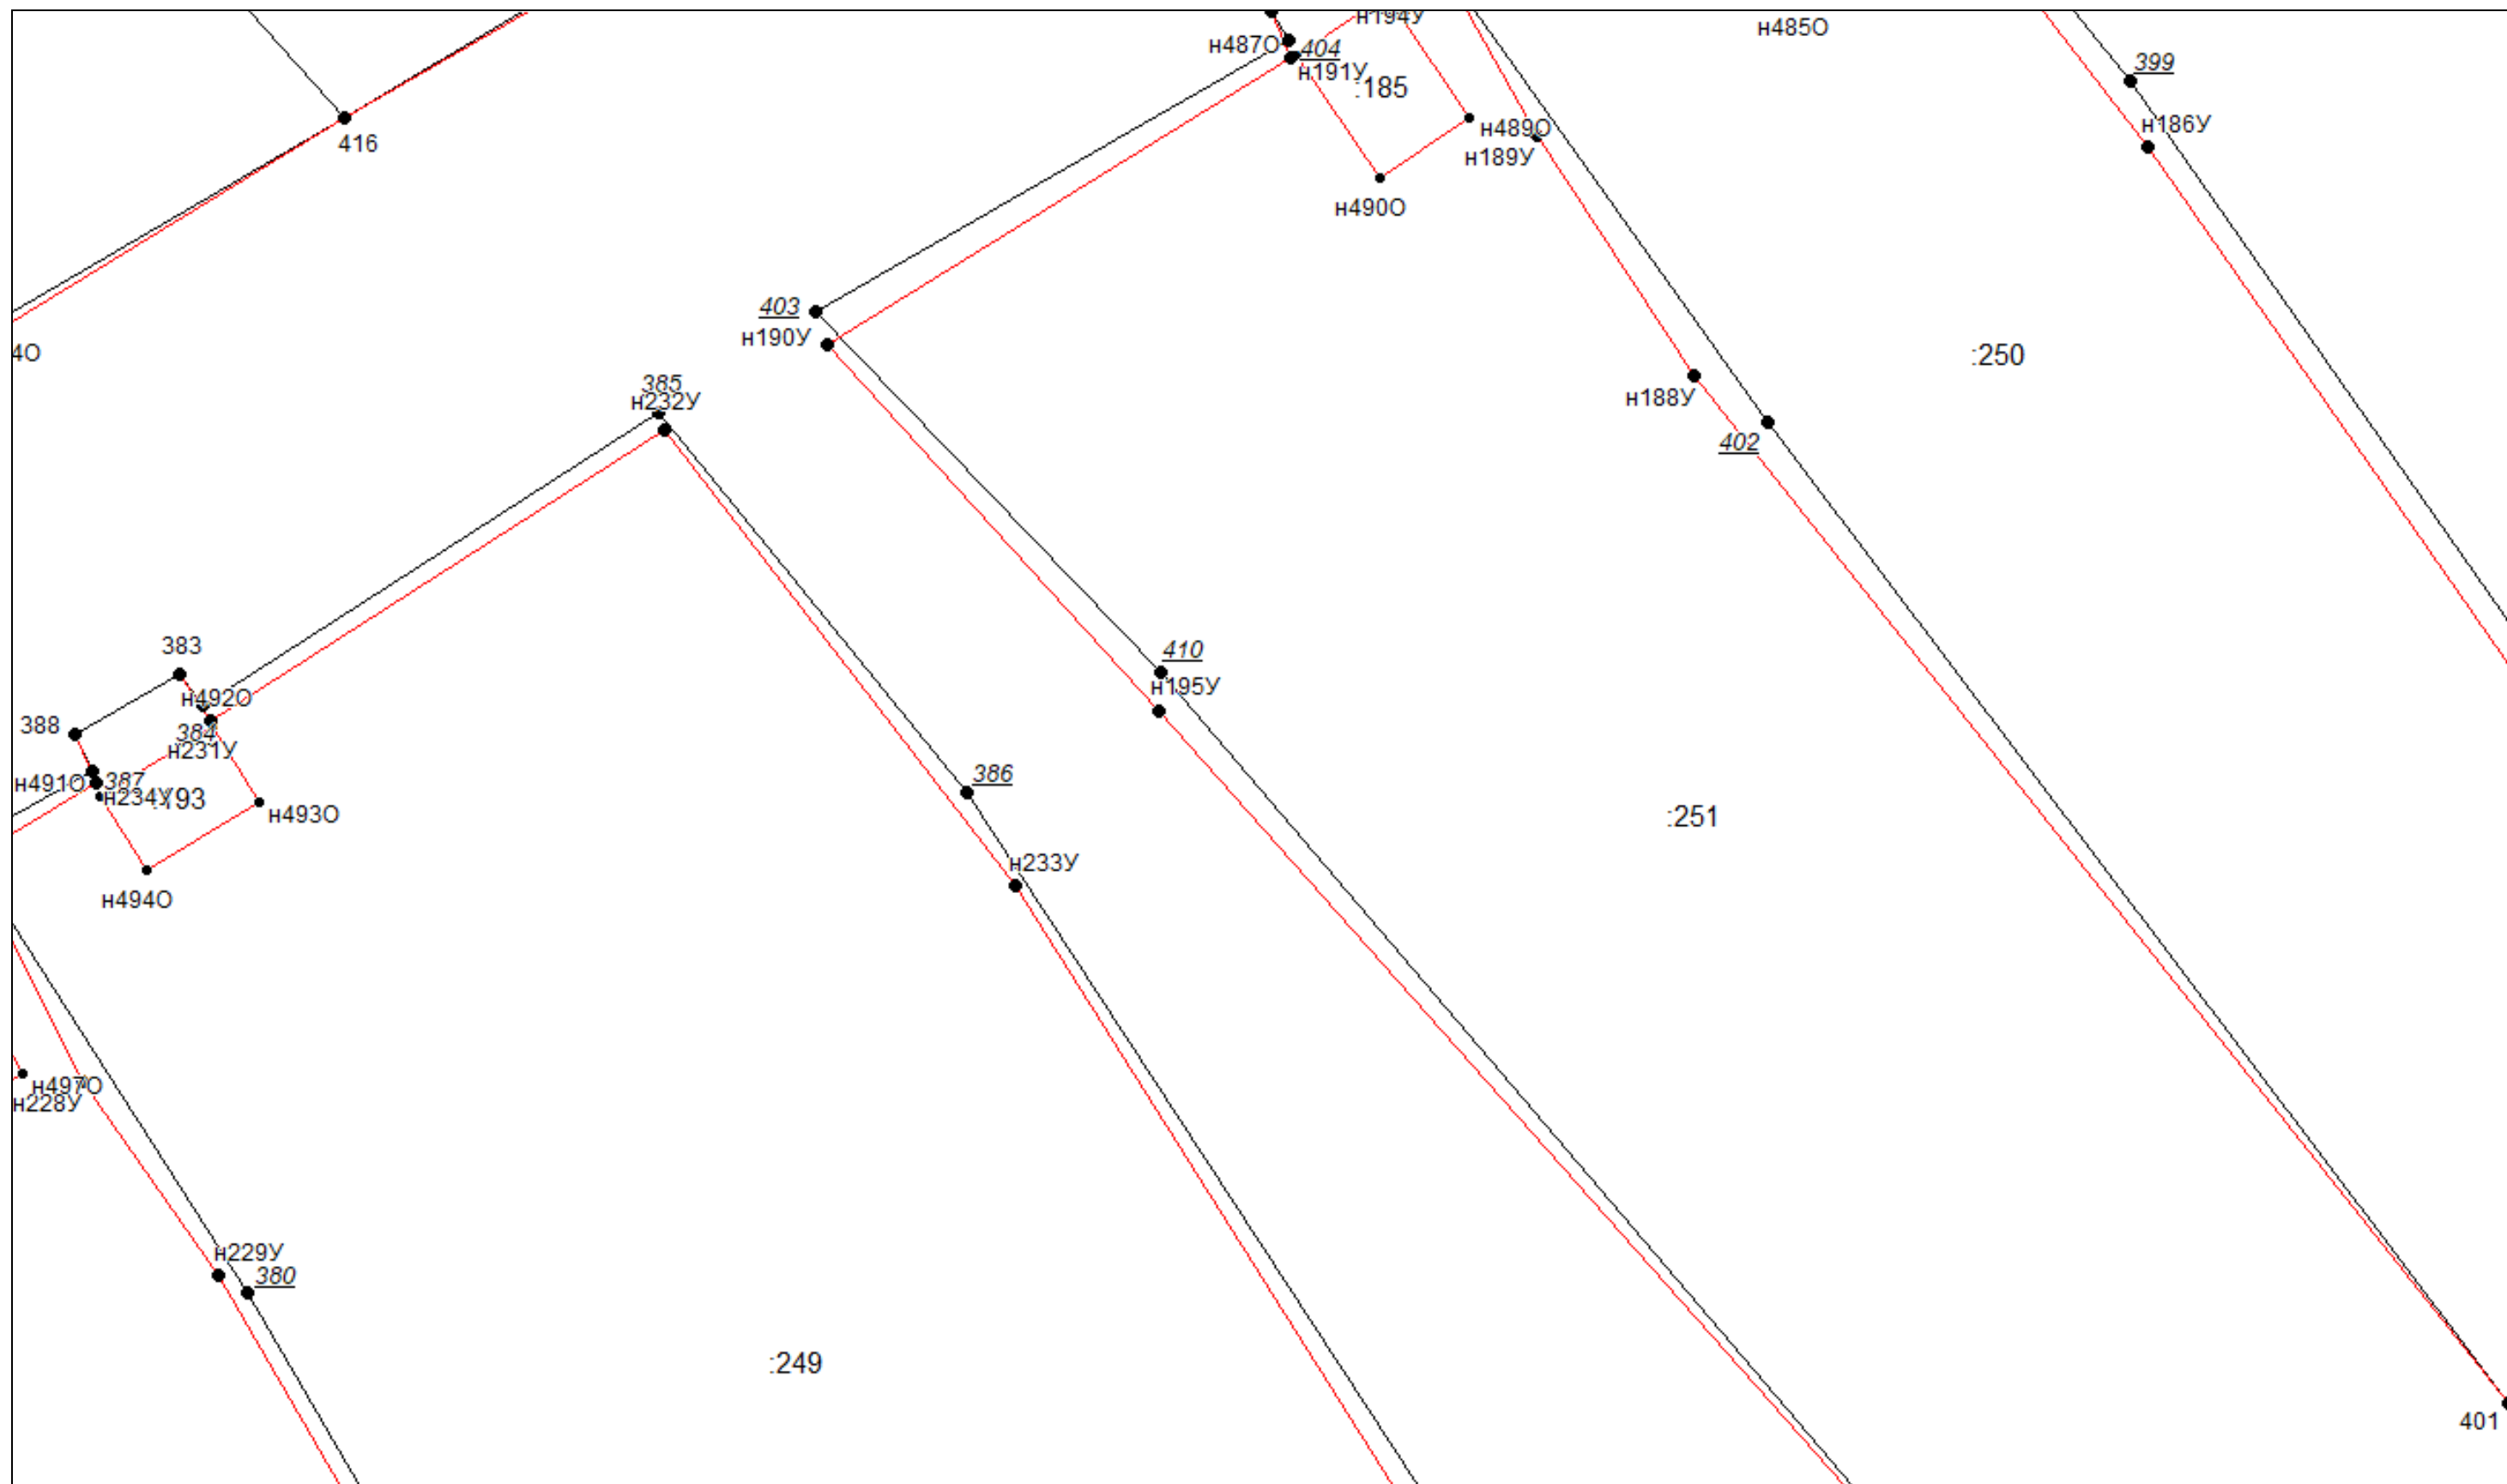 н194У
н485О
н487О
404
399
н191У
:185
н186У
416
н489О
н189У
н490О
403
н190У
4О
:250
385
н232У
н188У
402
383
410
н195У
н492О
388
384
н231У
386
н491О
387
н234У
:193
н493О
:251
н233У
н494О
н497О
н228У
н229У
380
:249
401